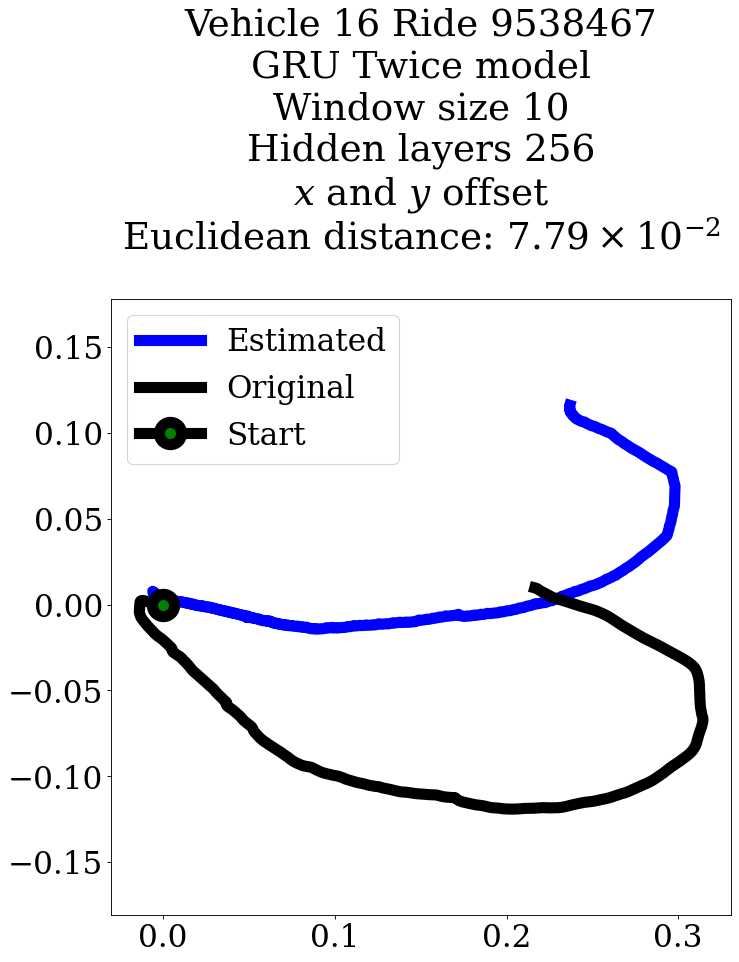 Vehicle 16 Ride 9538467
GRU Twice model
Window size 10
Hidden layers 256
x and y offset
Euclidean distance: 7.79 × 10⁻²
Estimated
Original
Start
0.15
0.10
0.05
0.00
−0.05
−0.10
−0.15
0.0 0.1 0.2 0.3